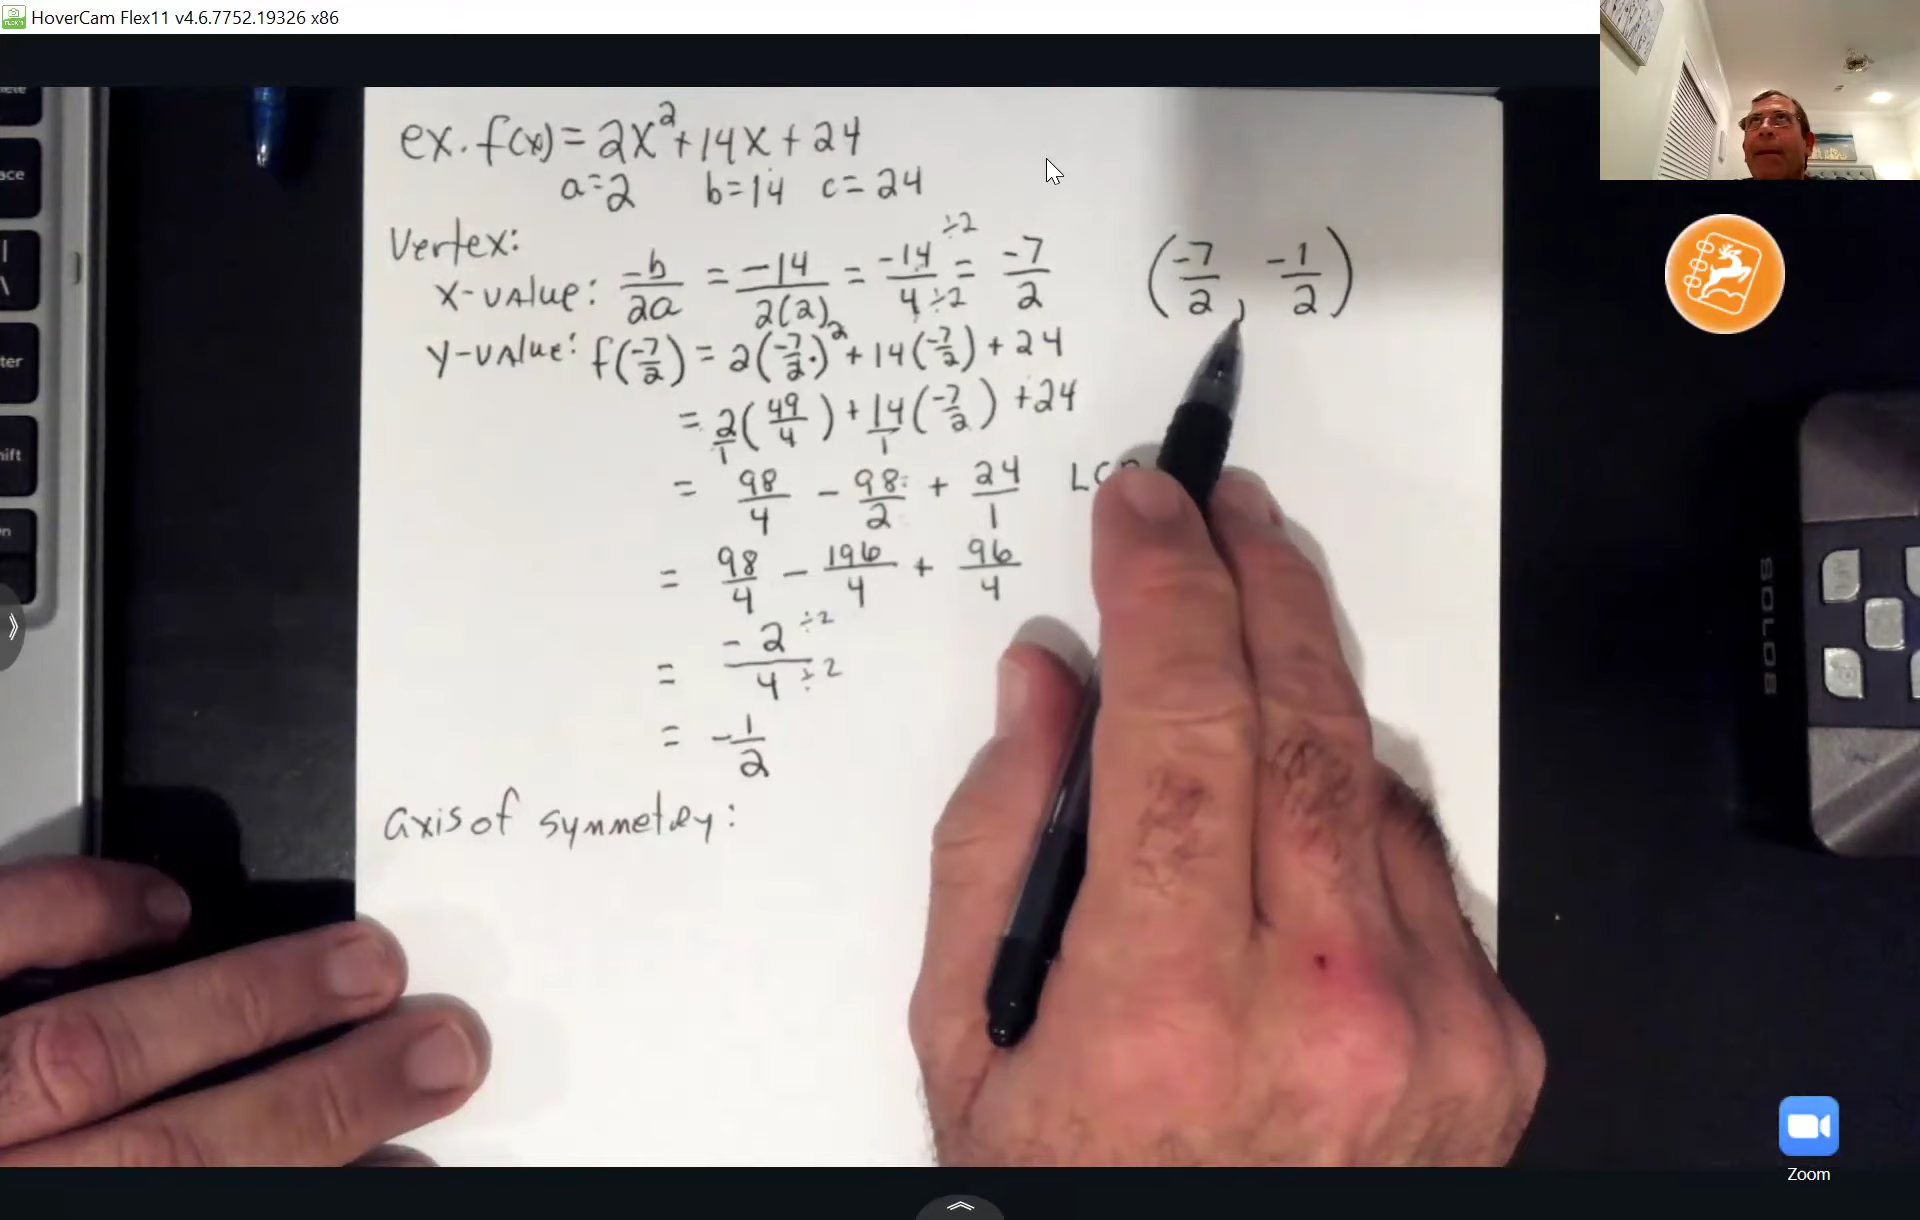 HoverCam Flex11 v4.6.7752.19326 x86
ex. f(x) = 2x² + 14x + 24
a = 2 b = 14 c = 24
Vertex:
x-value: -b/2a = -14/2(2) = -14/4 ÷2/÷2 = -7/2 (-7/2, -1/2)
y-value: f(-7/2) = 2(-7/2)² + 14(-7/2) + 24
= 2/1(49/4) + 14/1(-7/2) + 24
= 98/4 - 98/2 + 24/1
= 98/4 - 196/4 + 96/4
= -2/4 ÷2/÷2
= -1/2
axis of symmetry:
Zoom